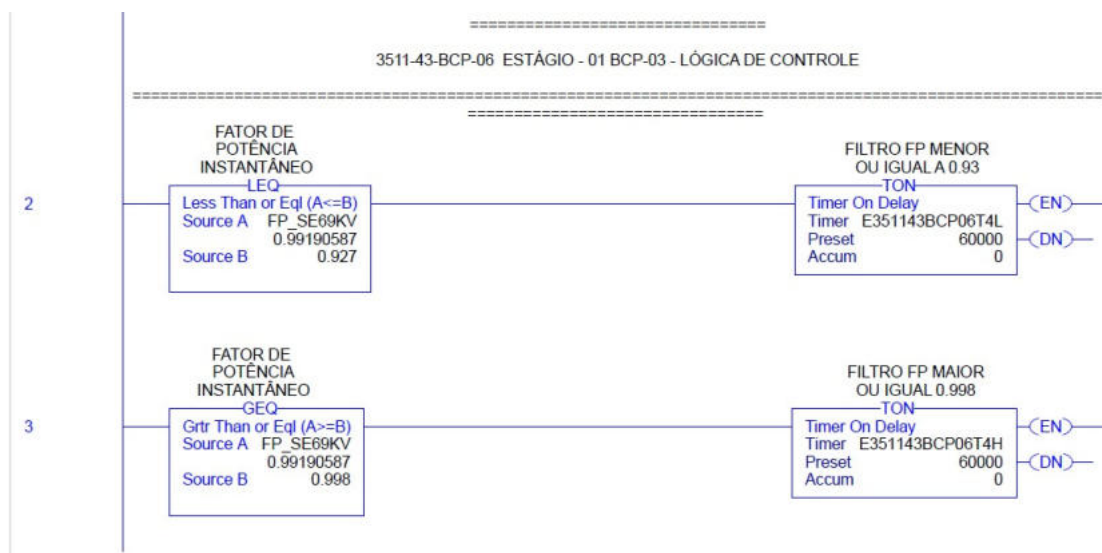 ================================
3511-43-BCP-06 ESTÁGIO - 01 BCP-03 - LÓGICA DE CONTROLE
==========================================================================================================
================================
FATOR DE
POTÊNCIA
INSTANTÂNEO
LEQ
Less Than or Eql (A<=B)
Source A FP_SE69KV
0.99190587
Source B 0.927
FILTRO FP MENOR
OU IGUAL A 0.93
TON
Timer On Delay
Timer E351143BCP06T4L
Preset 60000
Accum 0
EN
DN
2
FATOR DE
POTÊNCIA
INSTANTÂNEO
GEQ
Grtr Than or Eql (A>=B)
Source A FP_SE69KV
0.99190587
Source B 0.998
FILTRO FP MAIOR
OU IGUAL 0.998
TON
Timer On Delay
Timer E351143BCP06T4H
Preset 60000
Accum 0
EN
DN
3